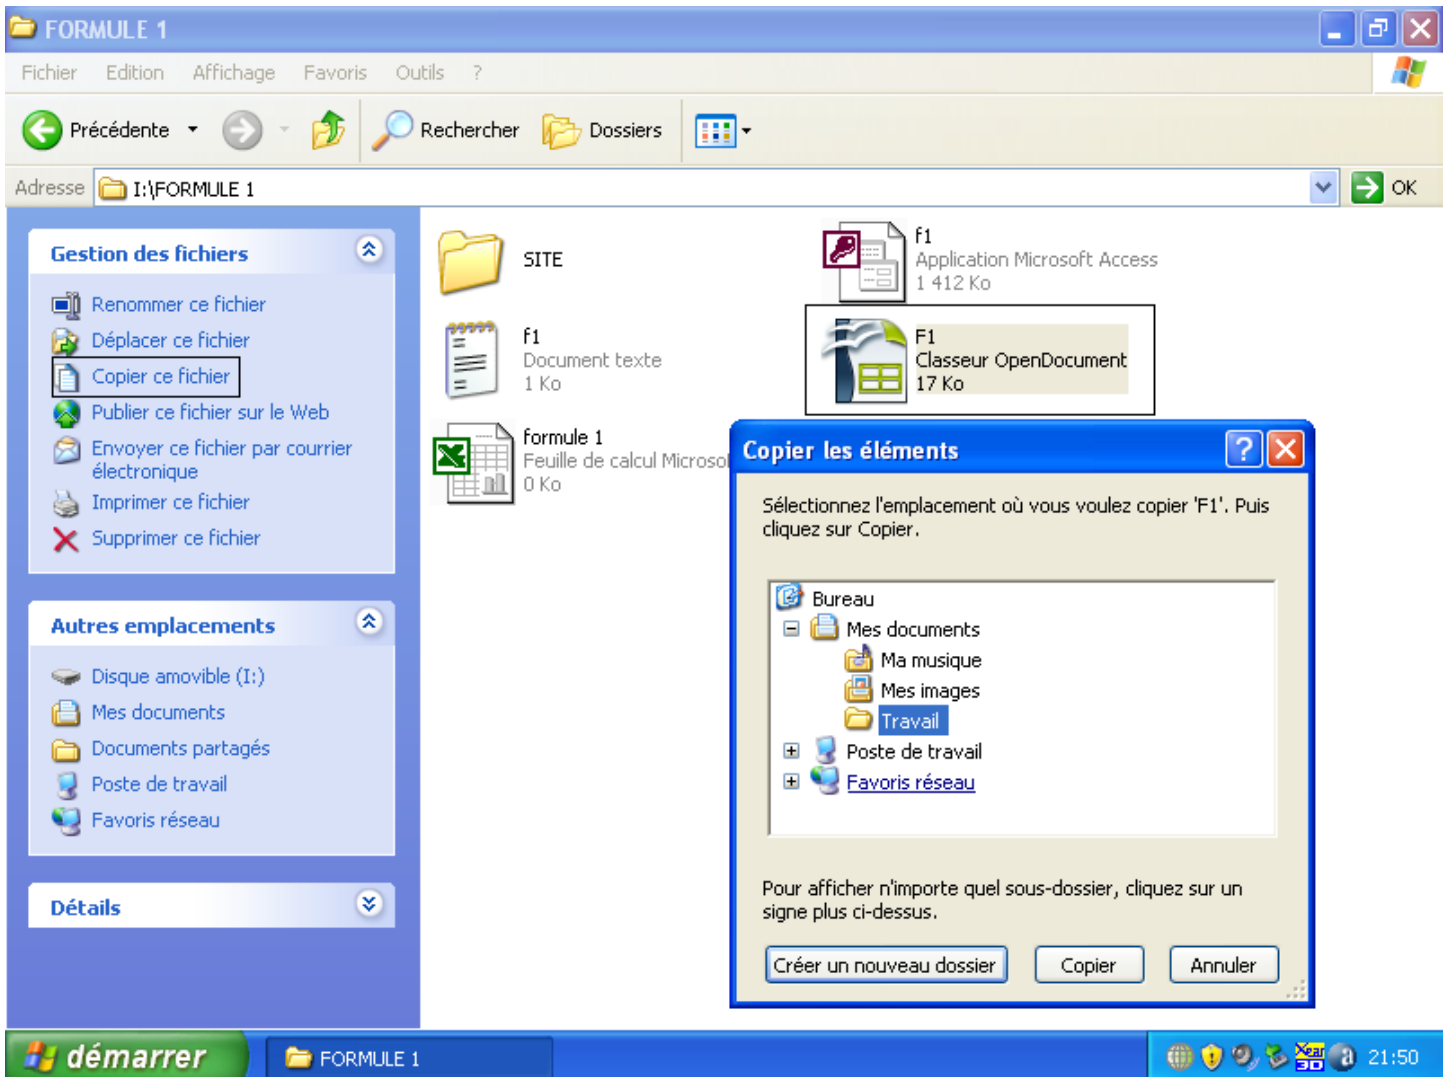 FORMULE 1
Fichier Edition Affichage Favoris Outils ?
Précédente Rechercher Dossiers
Adresse I:\FORMULE 1 OK
Gestion des fichiers
Renommer ce fichier
Déplacer ce fichier
Copier ce fichier
Publier ce fichier sur le Web
Envoyer ce fichier par courrier
électronique
Imprimer ce fichier
Supprimer ce fichier
Autres emplacements
Disque amovible (I:)
Mes documents
Documents partagés
Poste de travail
Favoris réseau
Détails
SITE
f1
Application Microsoft Access
1 412 Ko
f1
Document texte
1 Ko
F1
Classeur OpenDocument
17 Ko
formule 1
Feuille de calcul Microso
0 Ko
Copier les éléments
Sélectionnez l'emplacement où vous voulez copier 'F1'. Puis
cliquez sur Copier.
Bureau
Mes documents
Ma musique
Mes images
Travail
Poste de travail
Favoris réseau
Pour afficher n'importe quel sous-dossier, cliquez sur un
signe plus ci-dessus.
Créer un nouveau dossier Copier Annuler
démarrer FORMULE 1 Xear 3D 21:50